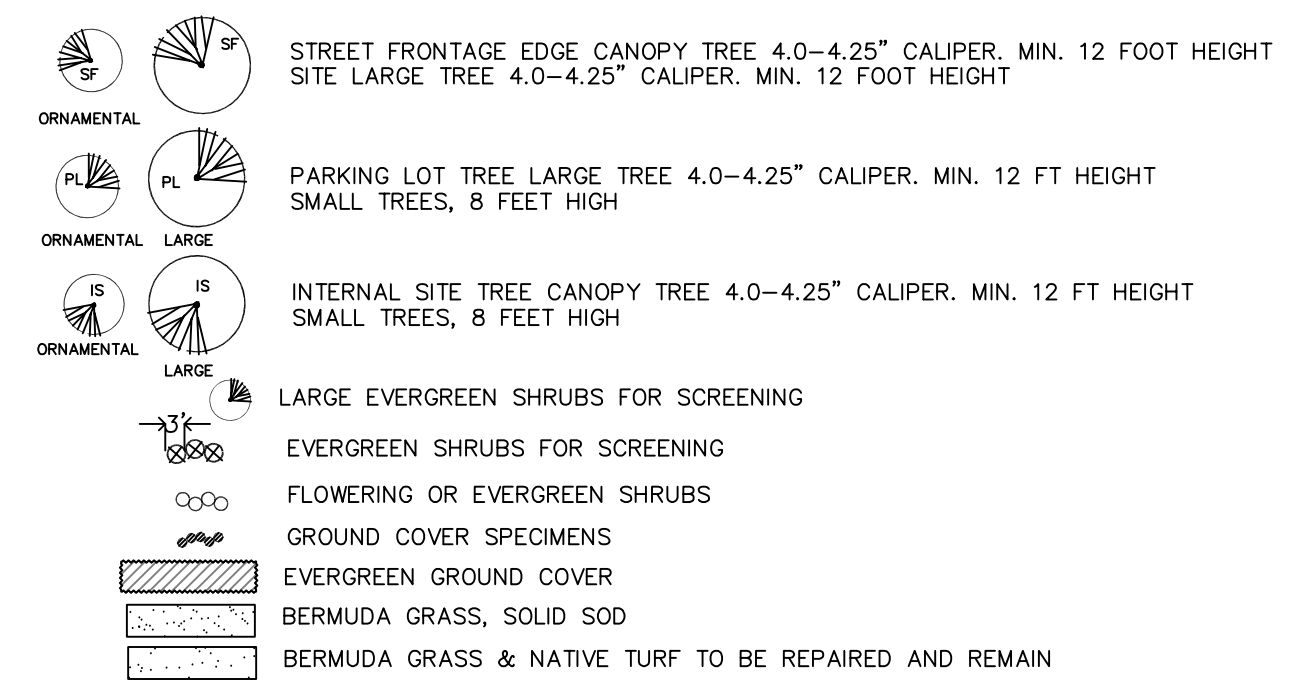 SF
SF
STREET FRONTAGE EDGE CANOPY TREE 4.0–4.25" CALIPER. MIN. 12 FOOT HEIGHT
SITE LARGE TREE 4.0–4.25" CALIPER. MIN. 12 FOOT HEIGHT
ORNAMENTAL
PL
PL
PARKING LOT TREE LARGE TREE 4.0–4.25" CALIPER. MIN. 12 FT HEIGHT
SMALL TREES, 8 FEET HIGH
ORNAMENTAL LARGE
IS
IS
INTERNAL SITE TREE CANOPY TREE 4.0–4.25" CALIPER. MIN. 12 FT HEIGHT
SMALL TREES, 8 FEET HIGH
ORNAMENTAL
LARGE
LARGE EVERGREEN SHRUBS FOR SCREENING
3'
EVERGREEN SHRUBS FOR SCREENING
FLOWERING OR EVERGREEN SHRUBS
GROUND COVER SPECIMENS
EVERGREEN GROUND COVER
BERMUDA GRASS, SOLID SOD
BERMUDA GRASS & NATIVE TURF TO BE REPAIRED AND REMAIN